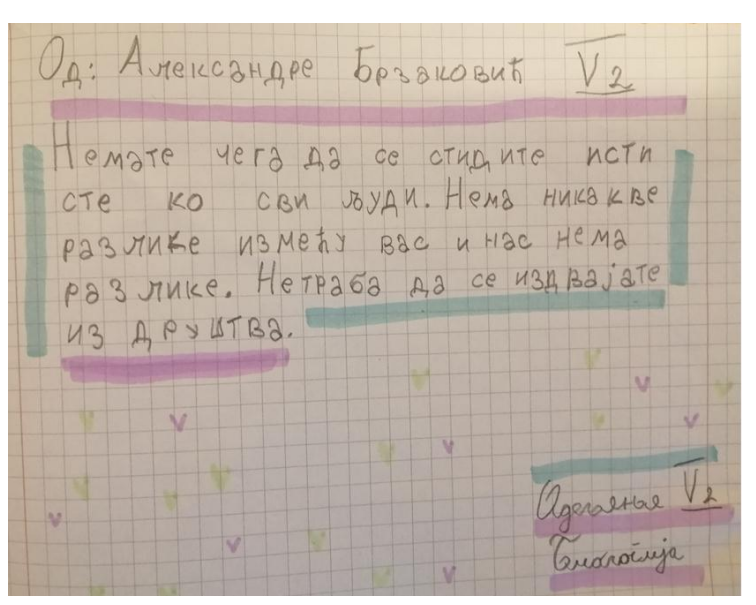 Од: Александре Брзаковић V2
Немате чега да се стидите исти
сте ко сви људи. Нема никакве
разлике између вас и нас нема
разлике. Нетраба да се издвајате
из друштва.
Одељење V2
Биологија